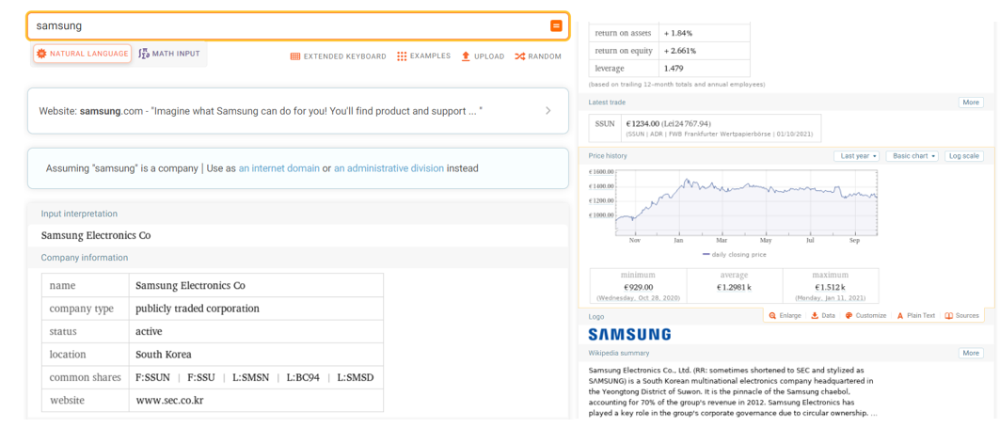 samsung
NATURAL LANGUAGE
MATH INPUT
EXTENDED KEYBOARD
EXAMPLES
UPLOAD
RANDOM
Website: samsung.com - "Imagine what Samsung can do for you! You'll find product and support ... "
Assuming "samsung" is a company | Use as an internet domain or an administrative division instead
Input interpretation
Samsung Electronics Co
Company information
name Samsung Electronics Co
company type publicly traded corporation
status active
location South Korea
common shares F:SSUN | F:SSU | L:SMSN | L:BC94 | L:SMSD
website www.sec.co.kr
return on assets + 1.84%
return on equity + 2.661%
leverage 1.479
(based on trailing 12-month totals and annual employees)
Latest trade
More
SSUN €1234.00 (Lei24767.94)
(SSUN | ADR | FWB Frankfurter Wertpapierbörse | 01/10/2021)
Price history
Last year
Basic chart
Log scale
€1600.00
€1400.00
€1200.00
€1000.00
Nov Jan Mar May Jul Sep
daily closing price
minimum average maximum
€929.00 €1.2981k €1.512k
(Wednesday, Oct 28, 2020) (Monday, Jan 11, 2021)
Enlarge
Data
Customize
A Plain Text
Sources
Logo
SAMSUNG
Wikipedia summary
More
Samsung Electronics Co., Ltd. (RR: sometimes shortened to SEC and stylized as
SΛMSUNG) is a South Korean multinational electronics company headquartered in
the Yeongtong District of Suwon. It is the pinnacle of the Samsung chaebol,
accounting for 70% of the group's revenue in 2012. Samsung Electronics has
played a key role in the group's corporate governance due to circular ownership. ...